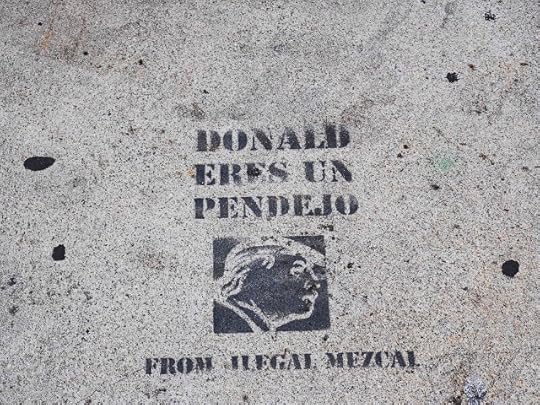 DONALD
ERES UN
PENDEJO
FROM ILEGAL MEZCAL